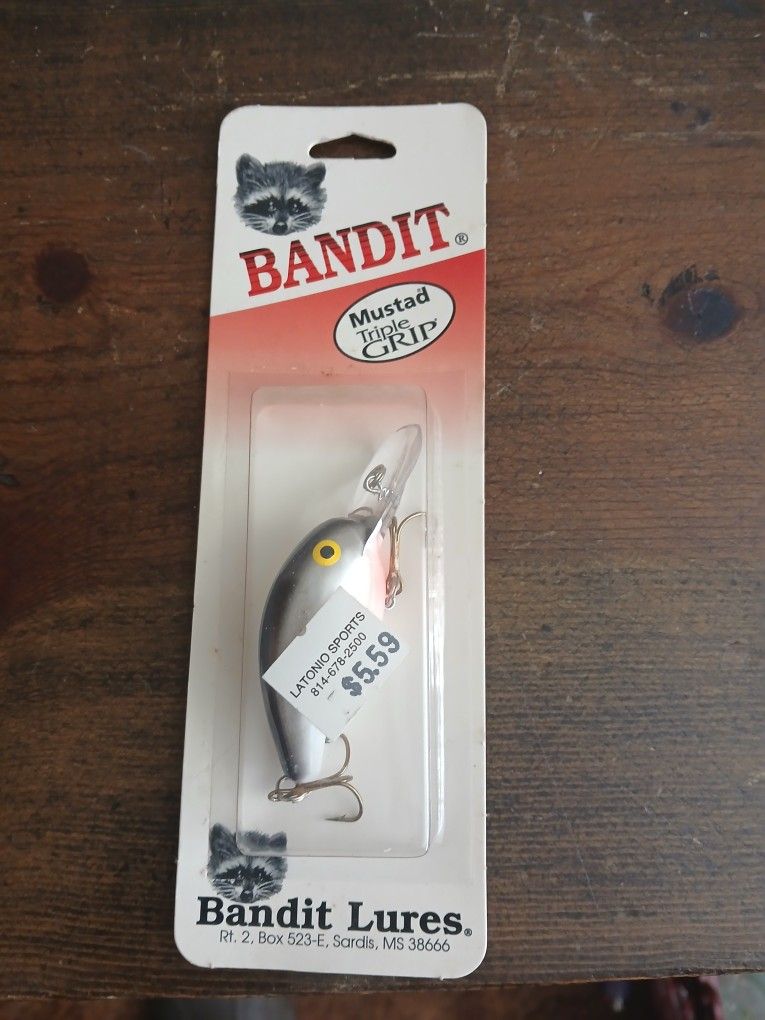 BANDIT®
Mustad®
Triple
GRIP®
LATONIO SPORTS
814-678-2500
$5.59
Bandit Lures®
Rt. 2, Box 523-E, Sardis, MS 38666